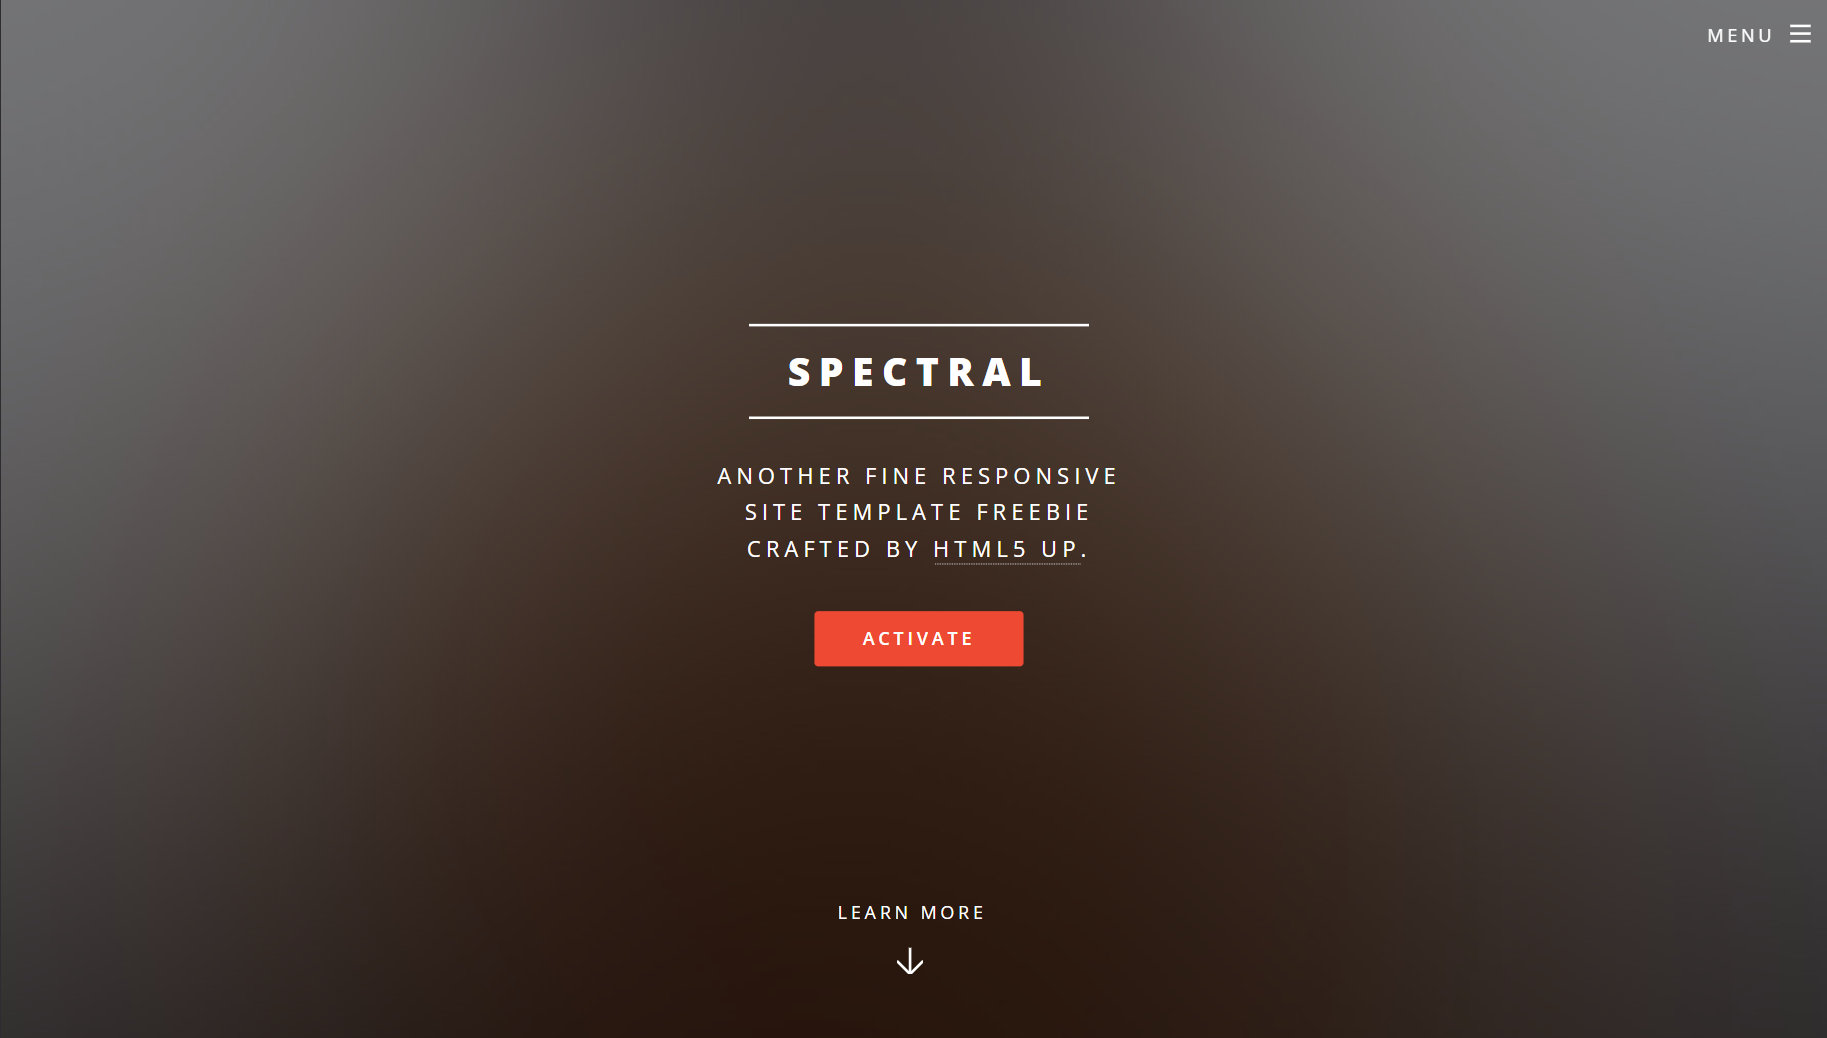 MENU
SPECTRAL
ANOTHER FINE RESPONSIVE
SITE TEMPLATE FREEBIE
CRAFTED BY HTML5 UP.
ACTIVATE
LEARN MORE